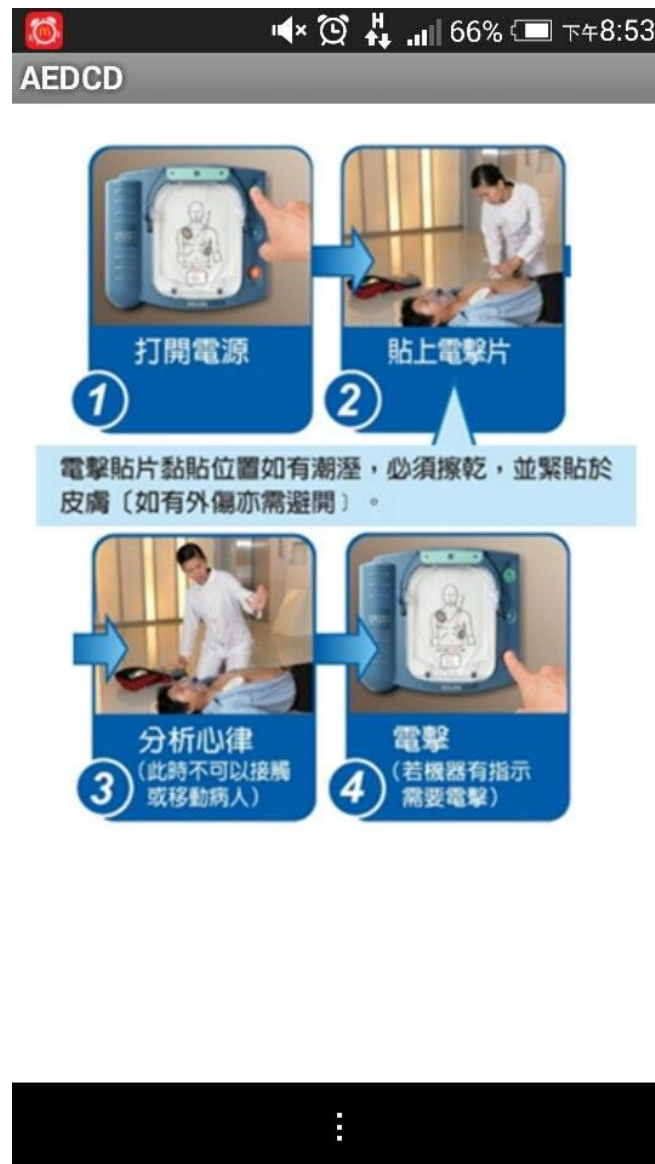 H 66% 下午8:53
AEDCD
打開電源
1
貼上電擊片
2
電擊貼片黏貼位置如有潮溼，必須擦乾，並緊貼於
皮膚〔如有外傷亦需避開〕。
分析心律
(此時不可以接觸
或移動病人)
3
電擊
(若機器有指示
需要電擊)
4